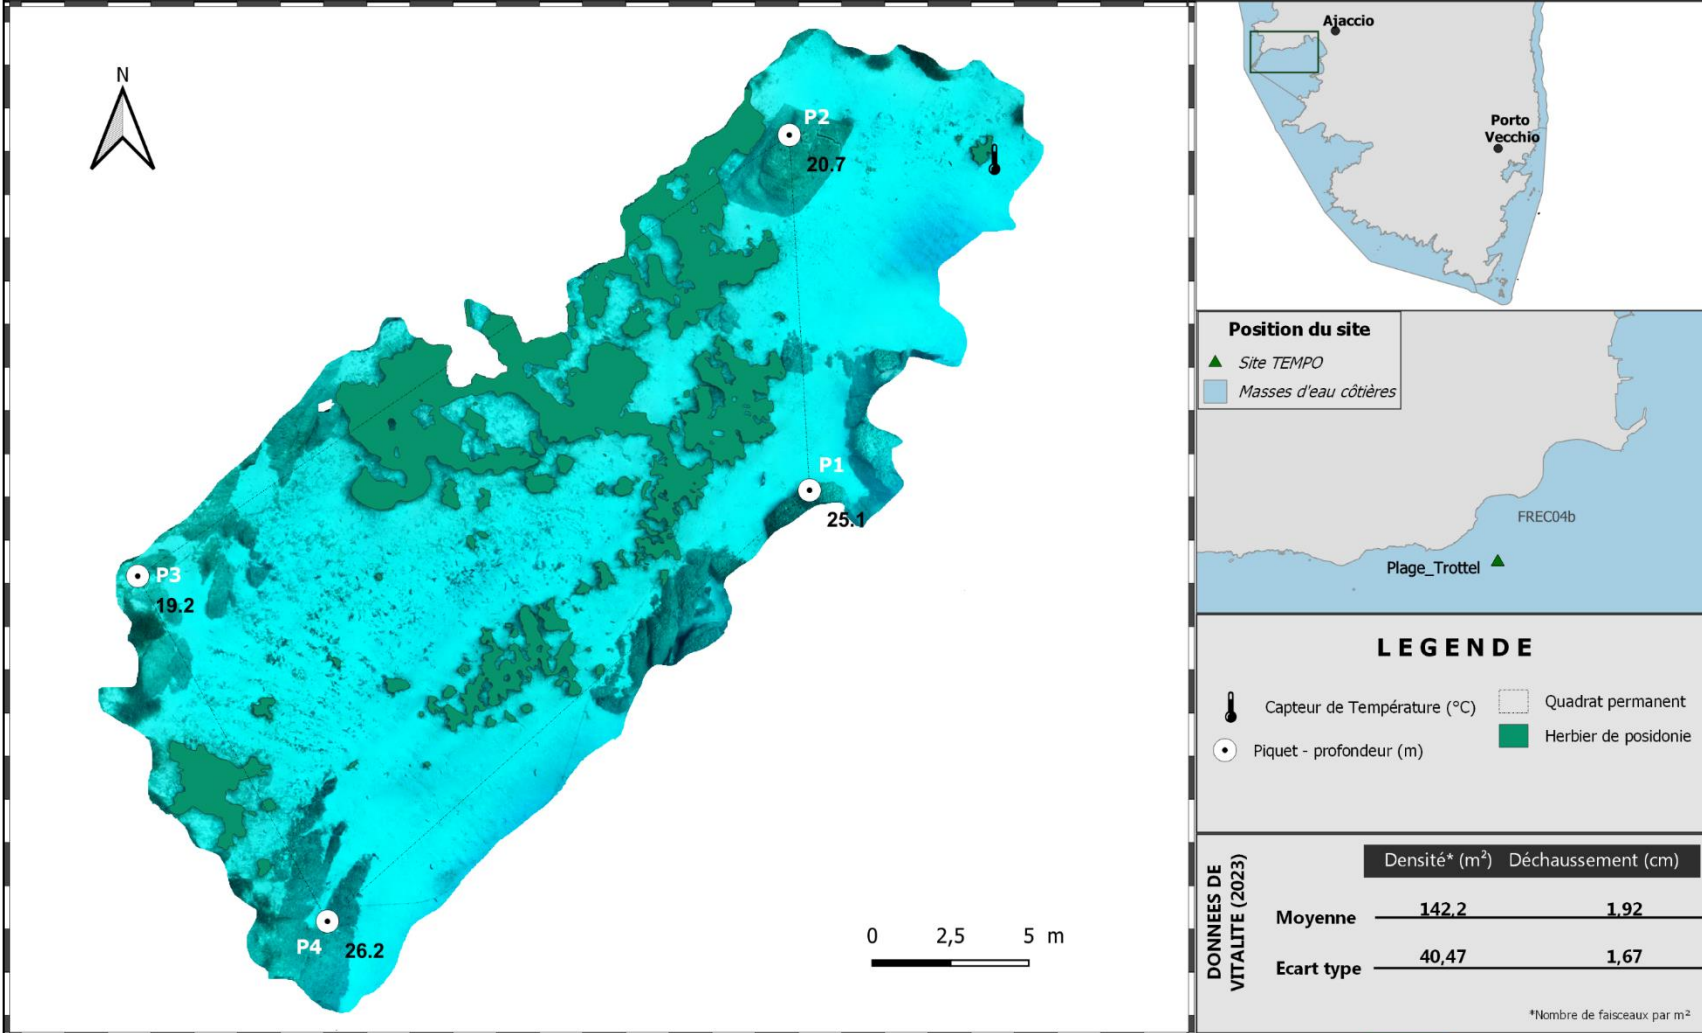 N
P2
20.7
P1
25.1
P3
19.2
P4
26.2
0 2,5 5 m
Ajaccio
Porto
Vecchio
Position du site
Site TEMPO
Masses d'eau côtières
FREC04b
Plage_Trottel
LEGENDE
Capteur de Température (°C)
Quadrat permanent
Piquet - profondeur (m)
Herbier de posidonie
DONNEES DE
VITALITE (2023)
Densité* (m²) Déchaussement (cm)
Moyenne 142,2 1,92
Ecart type 40,47 1,67
*Nombre de faisceaux par m²